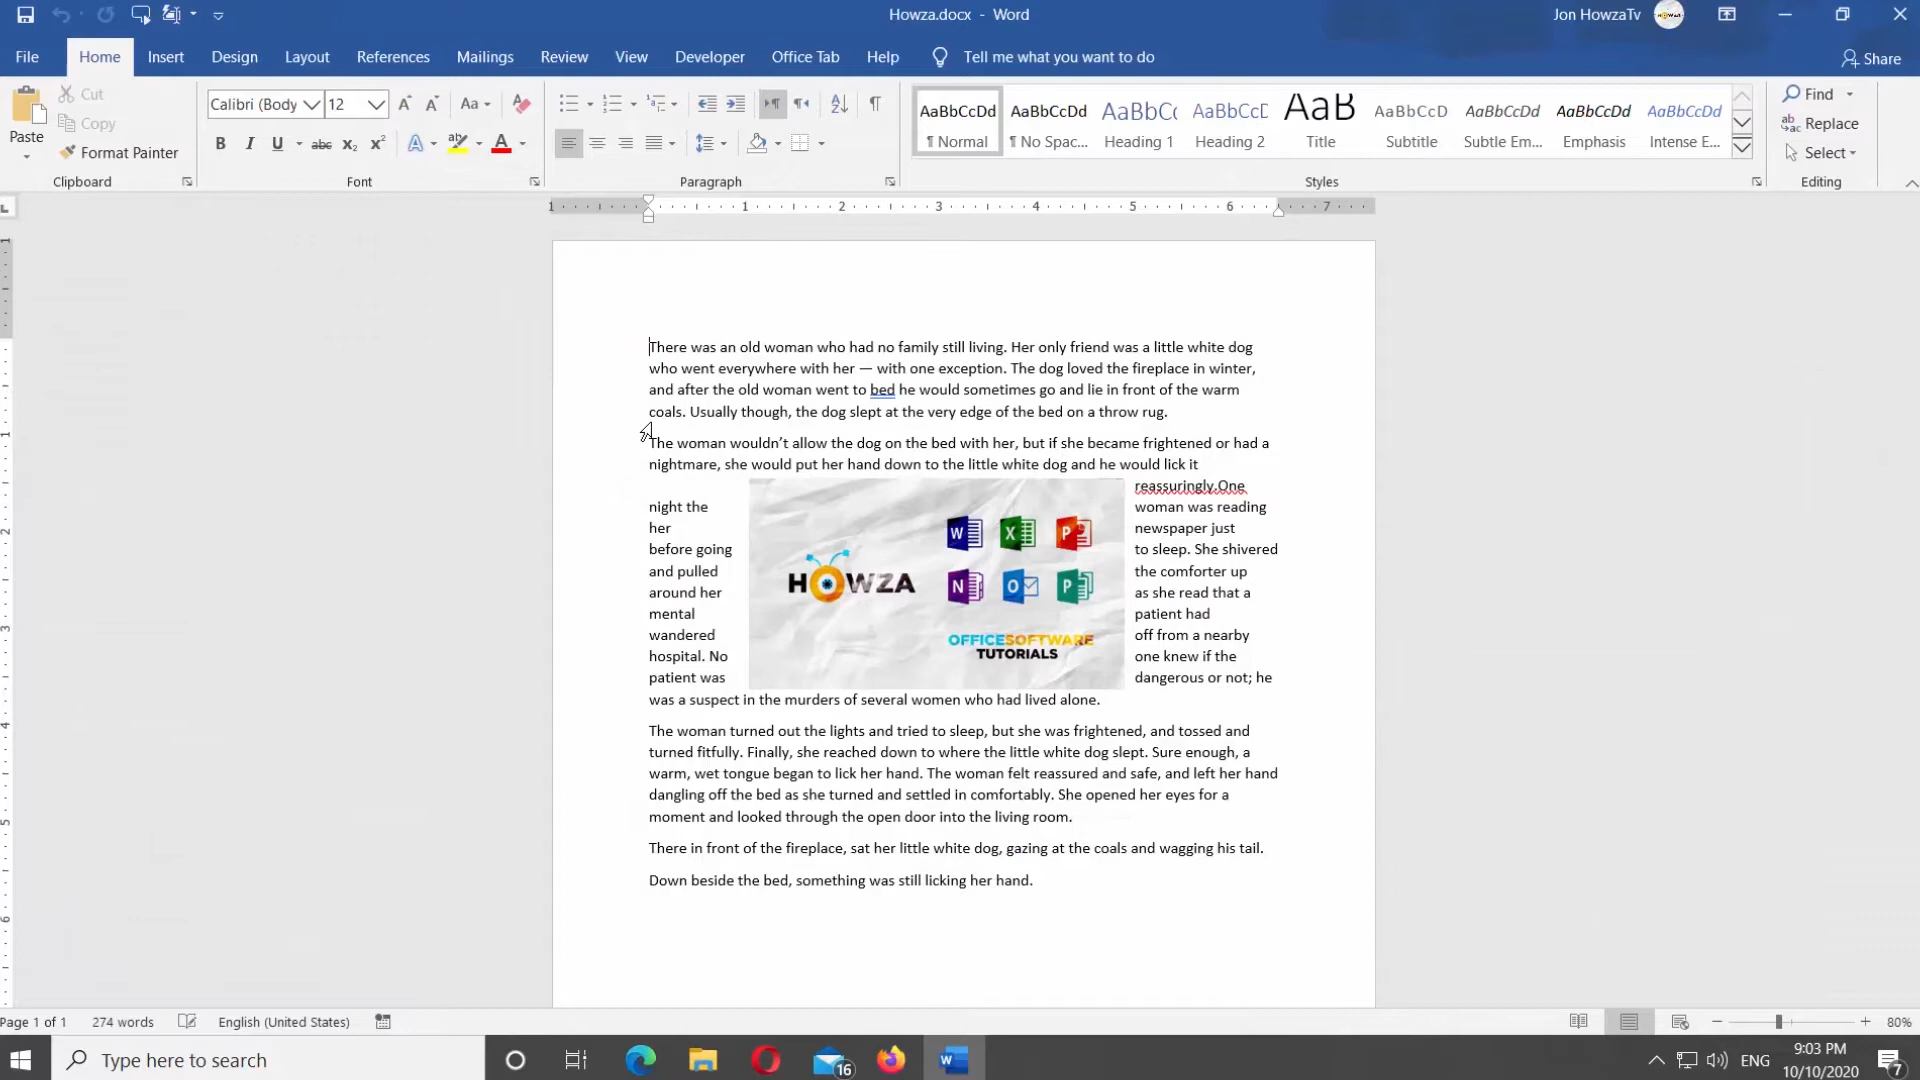 Howza.docx - Word
Jon HowzaTv
File Home Insert Design Layout References Mailings Review View Developer Office Tab Help Tell me what you want to do Share
Paste
Cut
Copy
Format Painter
Clipboard
Calibri (Body 12
Font
Paragraph
AaBbCcDd AaBbCcDd AaBbC( AaBbCcD AaB AaBbCcD AaBbCcDd AaBbCcDd AaBbCcDd
¶ Normal ¶ No Spac... Heading 1 Heading 2 Title Subtitle Subtle Em... Emphasis Intense E...
Styles
Find
Replace
Select
Editing
1 1 2 3 4 5 6 7
There was an old woman who had no family still living. Her only friend was a little white dog
who went everywhere with her — with one exception. The dog loved the fireplace in winter,
and after the old woman went to bed he would sometimes go and lie in front of the warm
coals. Usually though, the dog slept at the very edge of the bed on a throw rug.
The woman wouldn’t allow the dog on the bed with her, but if she became frightened or had a
nightmare, she would put her hand down to the little white dog and he would lick it
reassuringly.One
night the woman was reading
her newspaper just
before going to sleep. She shivered
and pulled the comforter up
around her as she read that a
mental patient had
wandered off from a nearby
hospital. No one knew if the
patient was dangerous or not; he
HOWZA
OFFICESOFTWARE
TUTORIALS
was a suspect in the murders of several women who had lived alone.
The woman turned out the lights and tried to sleep, but she was frightened, and tossed and
turned fitfully. Finally, she reached down to where the little white dog slept. Sure enough, a
warm, wet tongue began to lick her hand. The woman felt reassured and safe, and left her hand
dangling off the bed as she turned and settled in comfortably. She opened her eyes for a
moment and looked through the open door into the living room.
There in front of the fireplace, sat her little white dog, gazing at the coals and wagging his tail.
Down beside the bed, something was still licking her hand.
Page 1 of 1 274 words English (United States) 80%
Type here to search
16
ENG
9:03 PM
10/10/2020
7